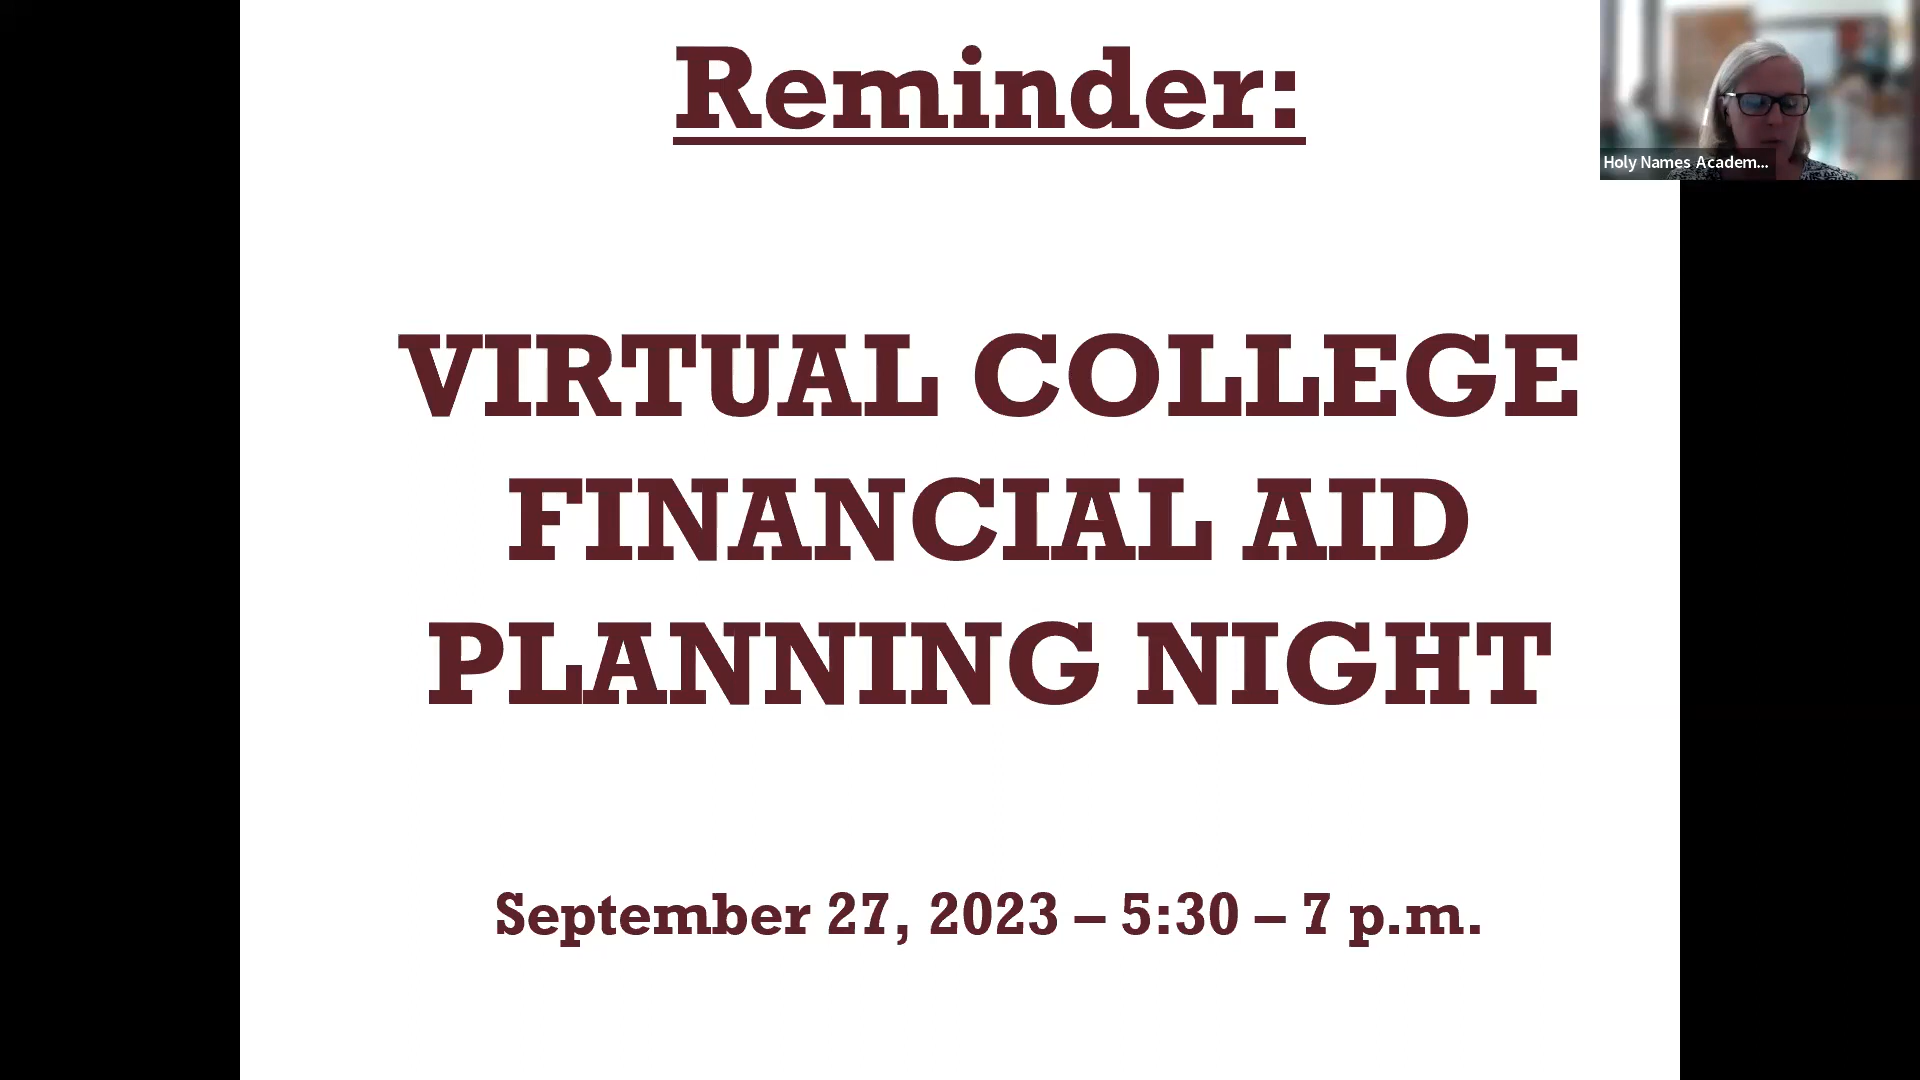 Reminder:
Holy Names Academ...
VIRTUAL COLLEGE
FINANCIAL AID
PLANNING NIGHT
September 27, 2023 – 5:30 – 7 p.m.